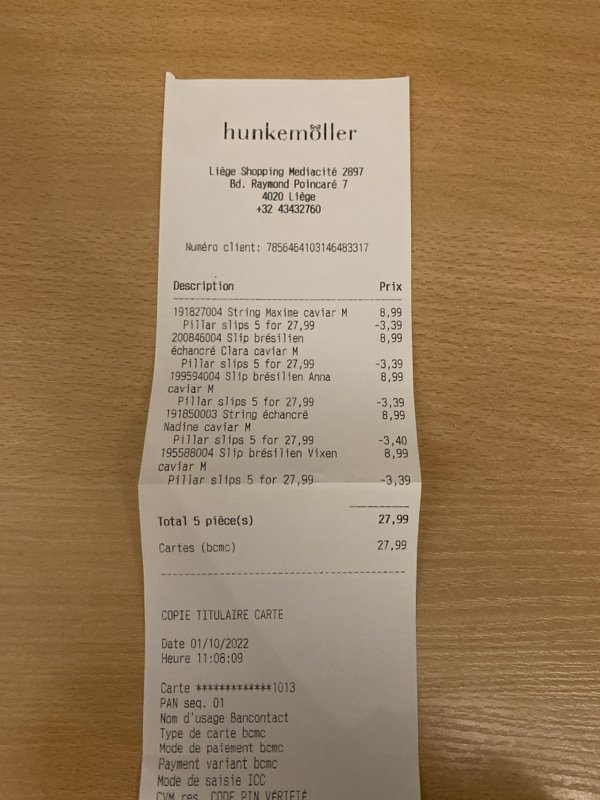 hunkemöller
Liège Shopping Mediacité 2897
Bd. Raymond Poincaré 7
4020 Liège
+32 43432760
Numéro client: 7856464103146483317
Description Prix
191827004 String Maxime caviar M 8,99
Pillar slips 5 for 27,99 -3,39
200846004 Slip brésilien 8,99
échancré Clara caviar M
Pillar slips 5 for 27,99 -3,39
199594004 Slip brésilien Anna 8,99
caviar M
Pillar slips 5 for 27,99 -3,39
191850003 String échancré 8,99
Nadine caviar M
Pillar slips 5 for 27,99 -3,40
195588004 Slip brésilien Vixen 8,99
caviar M
Pillar slips 5 for 27,99 -3,39
Total 5 pièce(s) 27,99
Cartes (bcmc) 27,99
COPIE TITULAIRE CARTE
Date 01/10/2022
Heure 11:08:09
Carte *************1013
PAN seq. 01
Nom d'usage Bancontact
Type de carte bcmc
Mode de paiement bcmc
Payment variant bcmc
Mode de saisie ICC
CVM res. CODE PIN VÉRIFIÉ